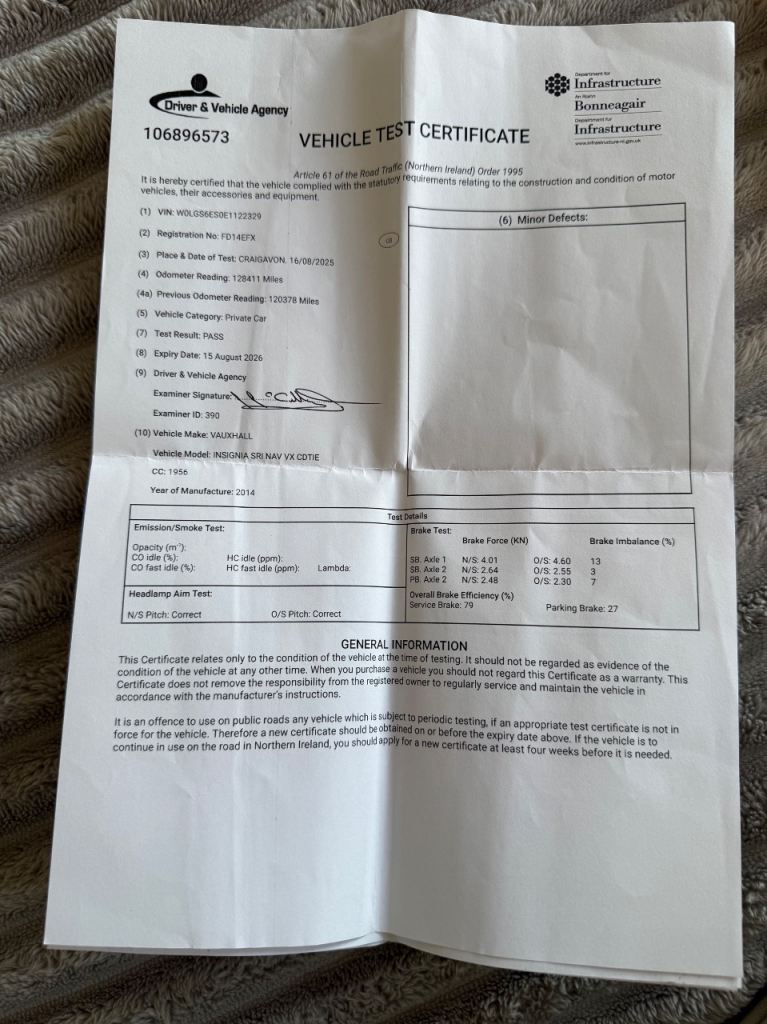 Driver & Vehicle Agency
106896573
VEHICLE TEST CERTIFICATE
Department for
Infrastructure
An Roinn
Bonneagair
Department for
Infrastructure
www.infrastructure-ni.gov.uk
Article 61 of the Road Traffic (Northern Ireland) Order 1995
It is hereby certified that the vehicle complied with the statutory requirements relating to the construction and condition of motor
vehicles, their accessories and equipment.
(1) VIN: W0LGS6ES0E1122329
(2) Registration No: FD14EFX
(3) Place & Date of Test: CRAIGAVON. 16/08/2025
(4) Odometer Reading: 128411 Miles
(4a) Previous Odometer Reading: 120378 Miles
(5) Vehicle Category: Private Car
(7) Test Result: PASS
(8) Expiry Date: 15 August 2026
(9) Driver & Vehicle Agency
Examiner Signature:
Examiner ID: 390
(10) Vehicle Make: VAUXHALL
Vehicle Model: INSIGNIA SRI NAV VX CDTIE
CC: 1956
Year of Manufacture: 2014
(6) Minor Defects:
Test Details
Emission/Smoke Test:
Opacity (m⁻¹):
CO idle (%): HC idle (ppm):
CO fast idle (%): HC fast idle (ppm): Lambda:
Headlamp Aim Test:
N/S Pitch: Correct O/S Pitch: Correct
Brake Test:
Brake Force (KN) Brake Imbalance (%)
SB. Axle 1 N/S: 4.01 O/S: 4.60 13
SB. Axle 2 N/S: 2.64 O/S: 2.55 3
PB. Axle 2 N/S: 2.48 O/S: 2.30 7
Overall Brake Efficiency (%)
Service Brake: 79 Parking Brake: 27
GENERAL INFORMATION
This Certificate relates only to the condition of the vehicle at the time of testing. It should not be regarded as evidence of the
condition of the vehicle at any other time. When you purchase a vehicle you should not regard this Certificate as a warranty. This
Certificate does not remove the responsibility from the registered owner to regularly service and maintain the vehicle in
accordance with the manufacturer's instructions.
It is an offence to use on public roads any vehicle which is subject to periodic testing, if an appropriate test certificate is not in
force for the vehicle. Therefore a new certificate should be obtained on or before the expiry date above. If the vehicle is to
continue in use on the road in Northern Ireland, you should apply for a new certificate at least four weeks before it is needed.